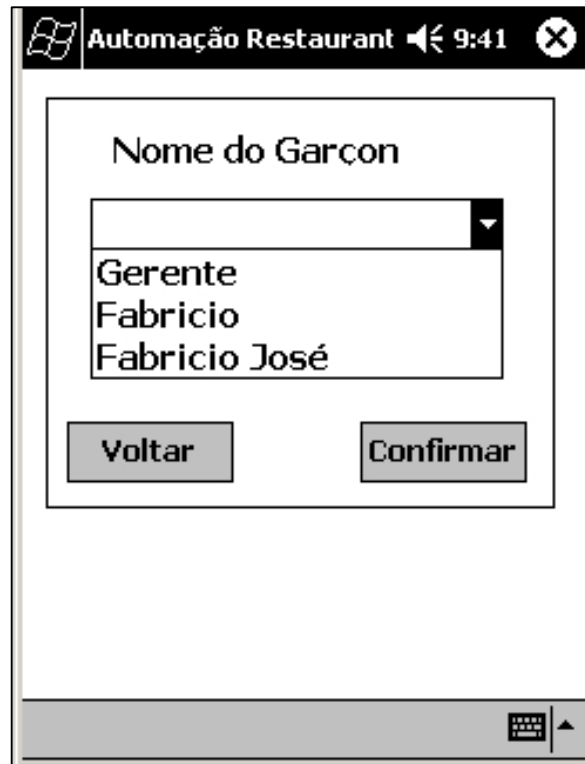 Automação Restaurant 9:41
Nome do Garçon
Gerente
Fabricio
Fabricio José
Voltar Confirmar